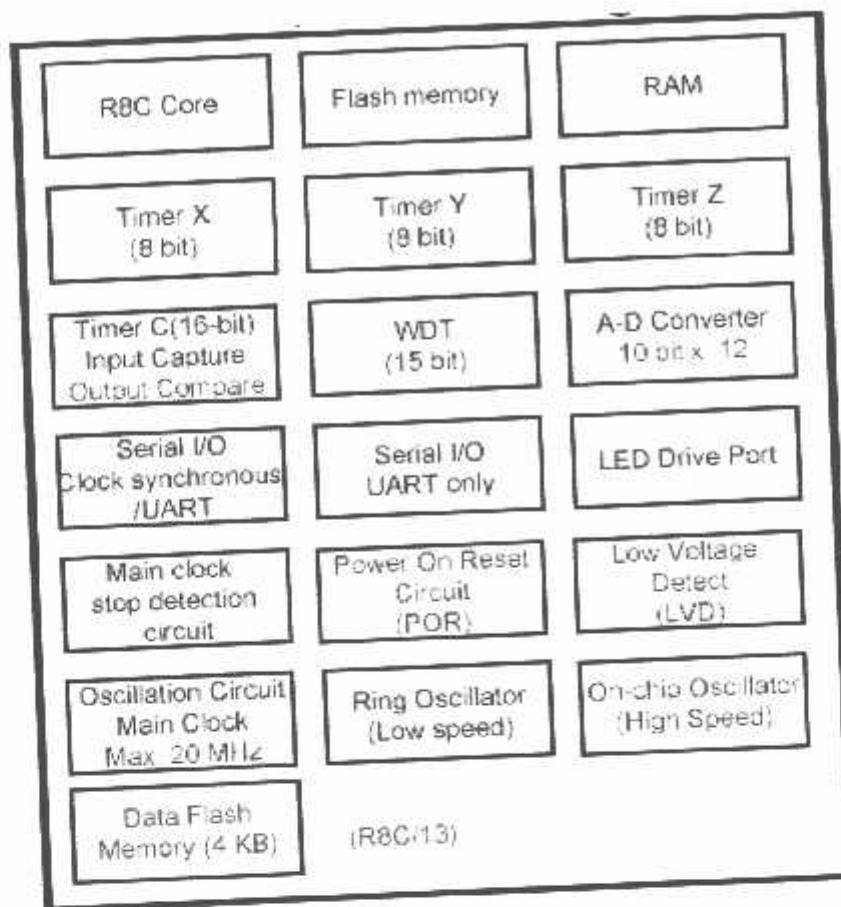 R8C Core
Flash memory
RAM
Timer X
(8 bit)
Timer Y
(8 bit)
Timer Z
(8 bit)
Timer C(16-bit)
Input Capture
Output Compare
WDT
(15 bit)
A-D Converter
10 bit x 12
Serial I/O
Clock synchronous
/UART
Serial I/O
UART only
LED Drive Port
Main clock
stop detection
circuit
Power On Reset
Circuit
(POR)
Low Voltage
Detect
(LVD)
Oscillation Circuit
Main Clock
Max. 20 MHz
Ring Oscillator
(Low speed)
On-chip Oscillator
(High Speed)
Data Flash
Memory (4 KB)
(R8C/13)